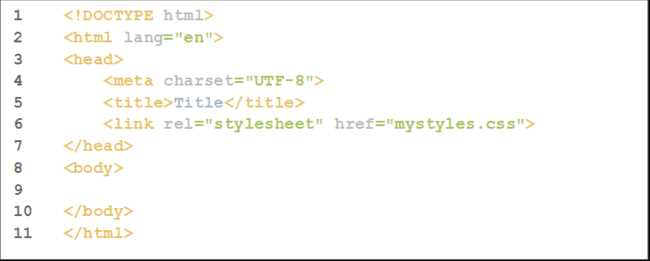 1 <!DOCTYPE html>
2 <html lang="en">
3 <head>
4 <meta charset="UTF-8">
5 <title>Title</title>
6 <link rel="stylesheet" href="mystyles.css">
7 </head>
8 <body>
9
10 </body>
11 </html>